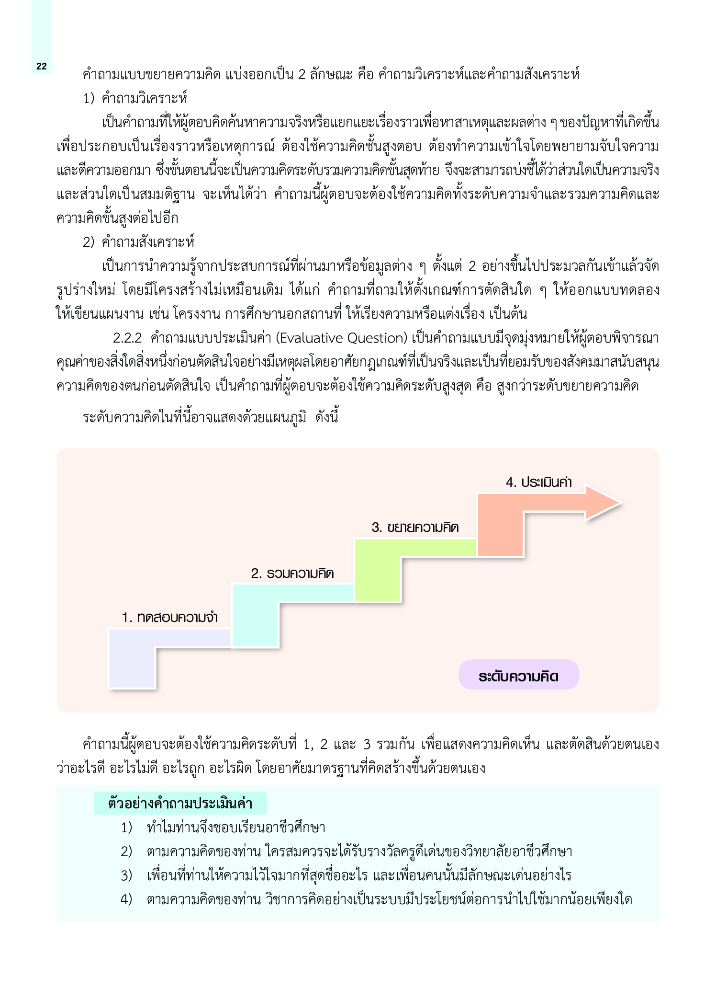 22
คำถามแบบขยายความคิด แบ่งออกเป็น 2 ลักษณะ คือ คำถามวิเคราะห์และคำถามสังเคราะห์
1) คำถามวิเคราะห์
เป็นคำถามที่ให้ผู้ตอบคิดค้นหาความจริงหรือแยกแยะเรื่องราวเพื่อหาสาเหตุและผลต่าง ๆ ของปัญหาที่เกิดขึ้น
เพื่อประกอบเป็นเรื่องราวหรือเหตุการณ์ ต้องใช้ความคิดชั้นสูงตอบ ต้องทำความเข้าใจโดยพยายามจับใจความ
และตีความออกมา ซึ่งขั้นตอนนี้จะเป็นความคิดระดับรวมความคิดขั้นสุดท้าย จึงจะสามารถบ่งชี้ได้ว่าส่วนใดเป็นความจริง
และส่วนใดเป็นสมมติฐาน จะเห็นได้ว่า คำถามนี้ผู้ตอบจะต้องใช้ความคิดทั้งระดับความจำและรวมความคิดและ
ความคิดขั้นสูงต่อไปอีก
2) คำถามสังเคราะห์
เป็นการนำความรู้จากประสบการณ์ที่ผ่านมาหรือข้อมูลต่าง ๆ ตั้งแต่ 2 อย่างขึ้นไปประมวลกันเข้าแล้วจัด
รูปร่างใหม่ โดยมีโครงสร้างไม่เหมือนเดิม ได้แก่ คำถามที่ถามให้ตั้งเกณฑ์การตัดสินใด ๆ ให้ออกแบบทดลอง
ให้เขียนแผนงาน เช่น โครงงาน การศึกษานอกสถานที่ ให้เรียงความหรือแต่งเรื่อง เป็นต้น
2.2.2 คำถามแบบประเมินค่า (Evaluative Question) เป็นคำถามแบบมีจุดมุ่งหมายให้ผู้ตอบพิจารณา
คุณค่าของสิ่งใดสิ่งหนึ่งก่อนตัดสินใจอย่างมีเหตุผลโดยอาศัยกฎเกณฑ์ที่เป็นจริงและเป็นที่ยอมรับของสังคมมาสนับสนุน
ความคิดของตนก่อนตัดสินใจ เป็นคำถามที่ผู้ตอบจะต้องใช้ความคิดระดับสูงสุด คือ สูงกว่าระดับขยายความคิด
ระดับความคิดในที่นี้อาจแสดงด้วยแผนภูมิ ดังนี้
4. ประเมินค่า
3. ขยายความคิด
2. รวมความคิด
1. ทดสอบความจำ
ระดับความคิด
คำถามนี้ผู้ตอบจะต้องใช้ความคิดระดับที่ 1, 2 และ 3 รวมกัน เพื่อแสดงความคิดเห็น และตัดสินด้วยตนเอง
ว่าอะไรดี อะไรไม่ดี อะไรถูก อะไรผิด โดยอาศัยมาตรฐานที่คิดสร้างขึ้นด้วยตนเอง
ตัวอย่างคำถามประเมินค่า
1) ทำไมท่านจึงชอบเรียนอาชีวศึกษา
2) ตามความคิดของท่าน ใครสมควรจะได้รับรางวัลครูดีเด่นของวิทยาลัยอาชีวศึกษา
3) เพื่อนที่ท่านให้ความไว้ใจมากที่สุดชื่ออะไร และเพื่อนคนนั้นมีลักษณะเด่นอย่างไร
4) ตามความคิดของท่าน วิชาการคิดอย่างเป็นระบบมีประโยชน์ต่อการนำไปใช้มากน้อยเพียงใด